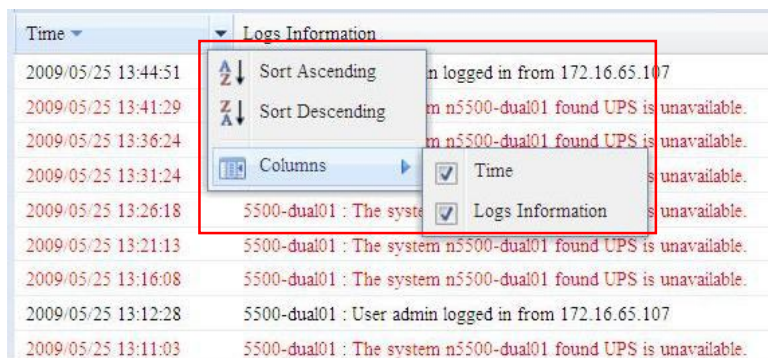 Time Logs Information
2009/05/25 13:44:51 Sort Ascending n logged in from 172.16.65.107
2009/05/25 13:41:29 Sort Descending m n5500-dual01 found UPS is unavailable.
2009/05/25 13:36:24 m n5500-dual01 found UPS is unavailable.
2009/05/25 13:31:24 Columns Time s unavailable.
2009/05/25 13:26:18 5500-dual01 : The syste Logs Information s unavailable.
2009/05/25 13:21:13 5500-dual01 : The system n5500-dual01 found UPS is unavailable.
2009/05/25 13:16:08 5500-dual01 : The system n5500-dual01 found UPS is unavailable.
2009/05/25 13:12:28 5500-dual01 : User admin logged in from 172.16.65.107
2009/05/25 13:11:03 5500-dual01 : The system n5500-dual01 found UPS is unavailable.